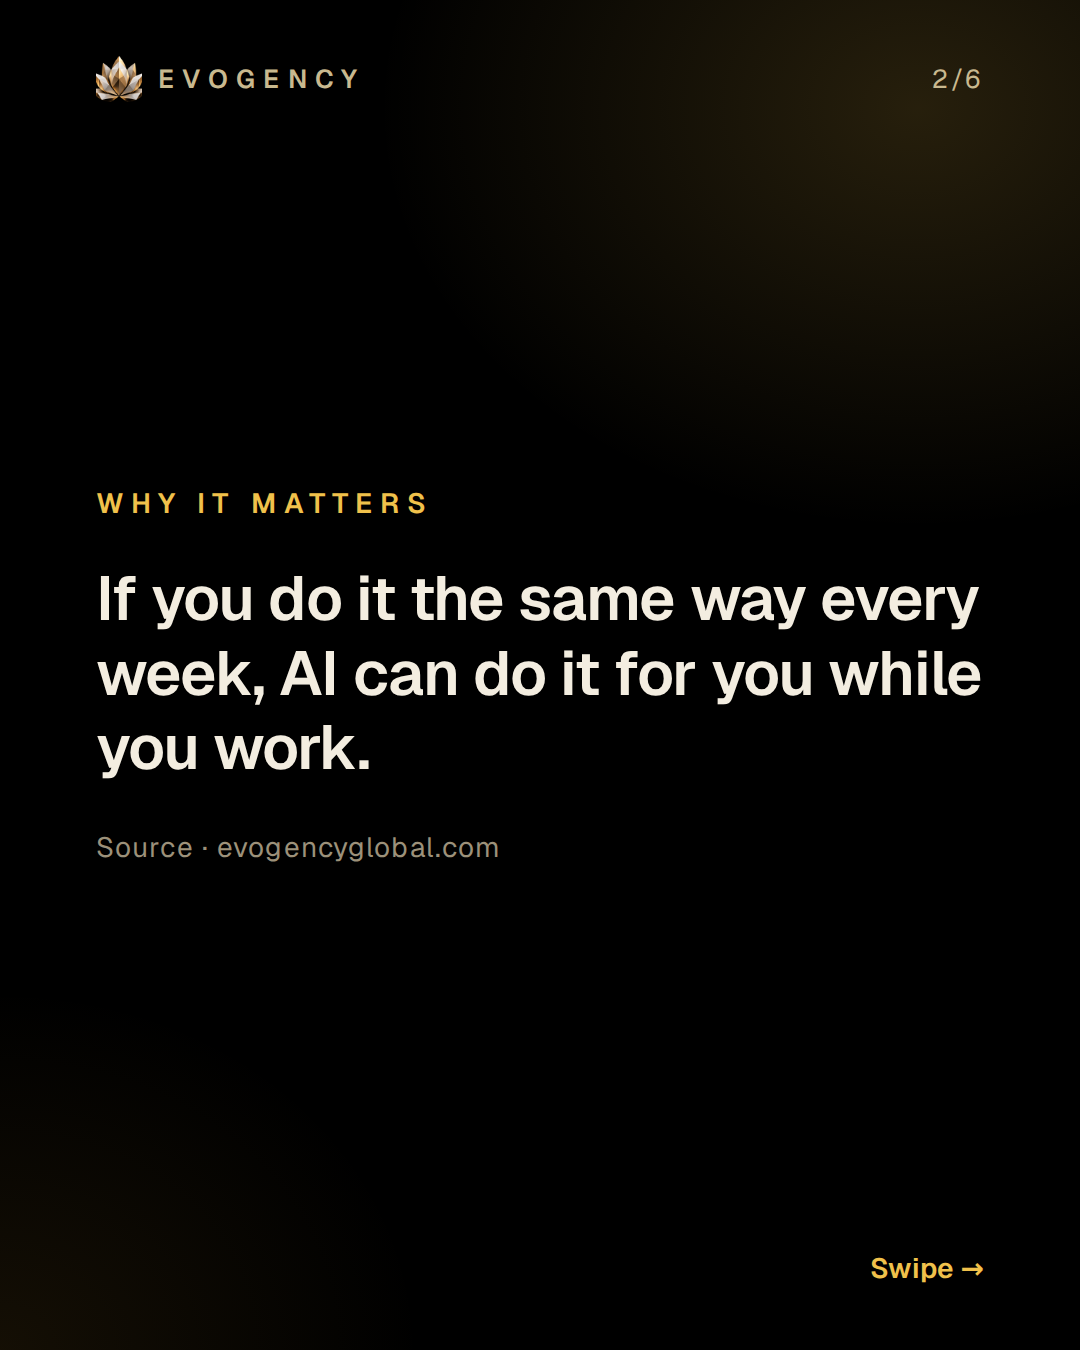 EVOGENCY
2/6
WHY IT MATTERS
If you do it the same way every
week, AI can do it for you while
you work.
Source · evogencyglobal.com
Swipe →